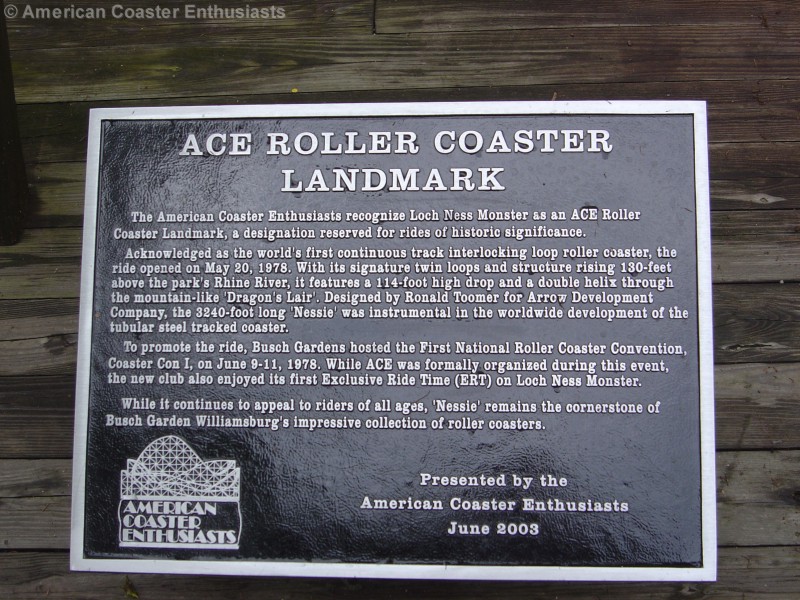 © American Coaster Enthusiasts
ACE ROLLER COASTER
LANDMARK
The American Coaster Enthusiasts recognize Loch Ness Monster as an ACE Roller
Coaster Landmark, a designation reserved for rides of historic significance.
Acknowledged as the world's first continuous track interlocking loop roller coaster, the
ride opened on May 20, 1978. With its signature twin loops and structure rising 130-feet
above the park's Rhine River, it features a 114-foot high drop and a double helix through
the mountain-like 'Dragon's Lair'. Designed by Ronald Toomer for Arrow Development
Company, the 3240-foot long 'Nessie' was instrumental in the worldwide development of the
tubular steel tracked coaster.
To promote the ride, Busch Gardens hosted the First National Roller Coaster Convention,
Coaster Con I, on June 9-11, 1978. While ACE was formally organized during this event,
the new club also enjoyed its first Exclusive Ride Time (ERT) on Loch Ness Monster.
While it continues to appeal to riders of all ages, 'Nessie' remains the cornerstone of
Busch Garden Williamsburg's impressive collection of roller coasters.
Presented by the
American Coaster Enthusiasts
June 2003
AMERICAN
COASTER
ENTHUSIASTS